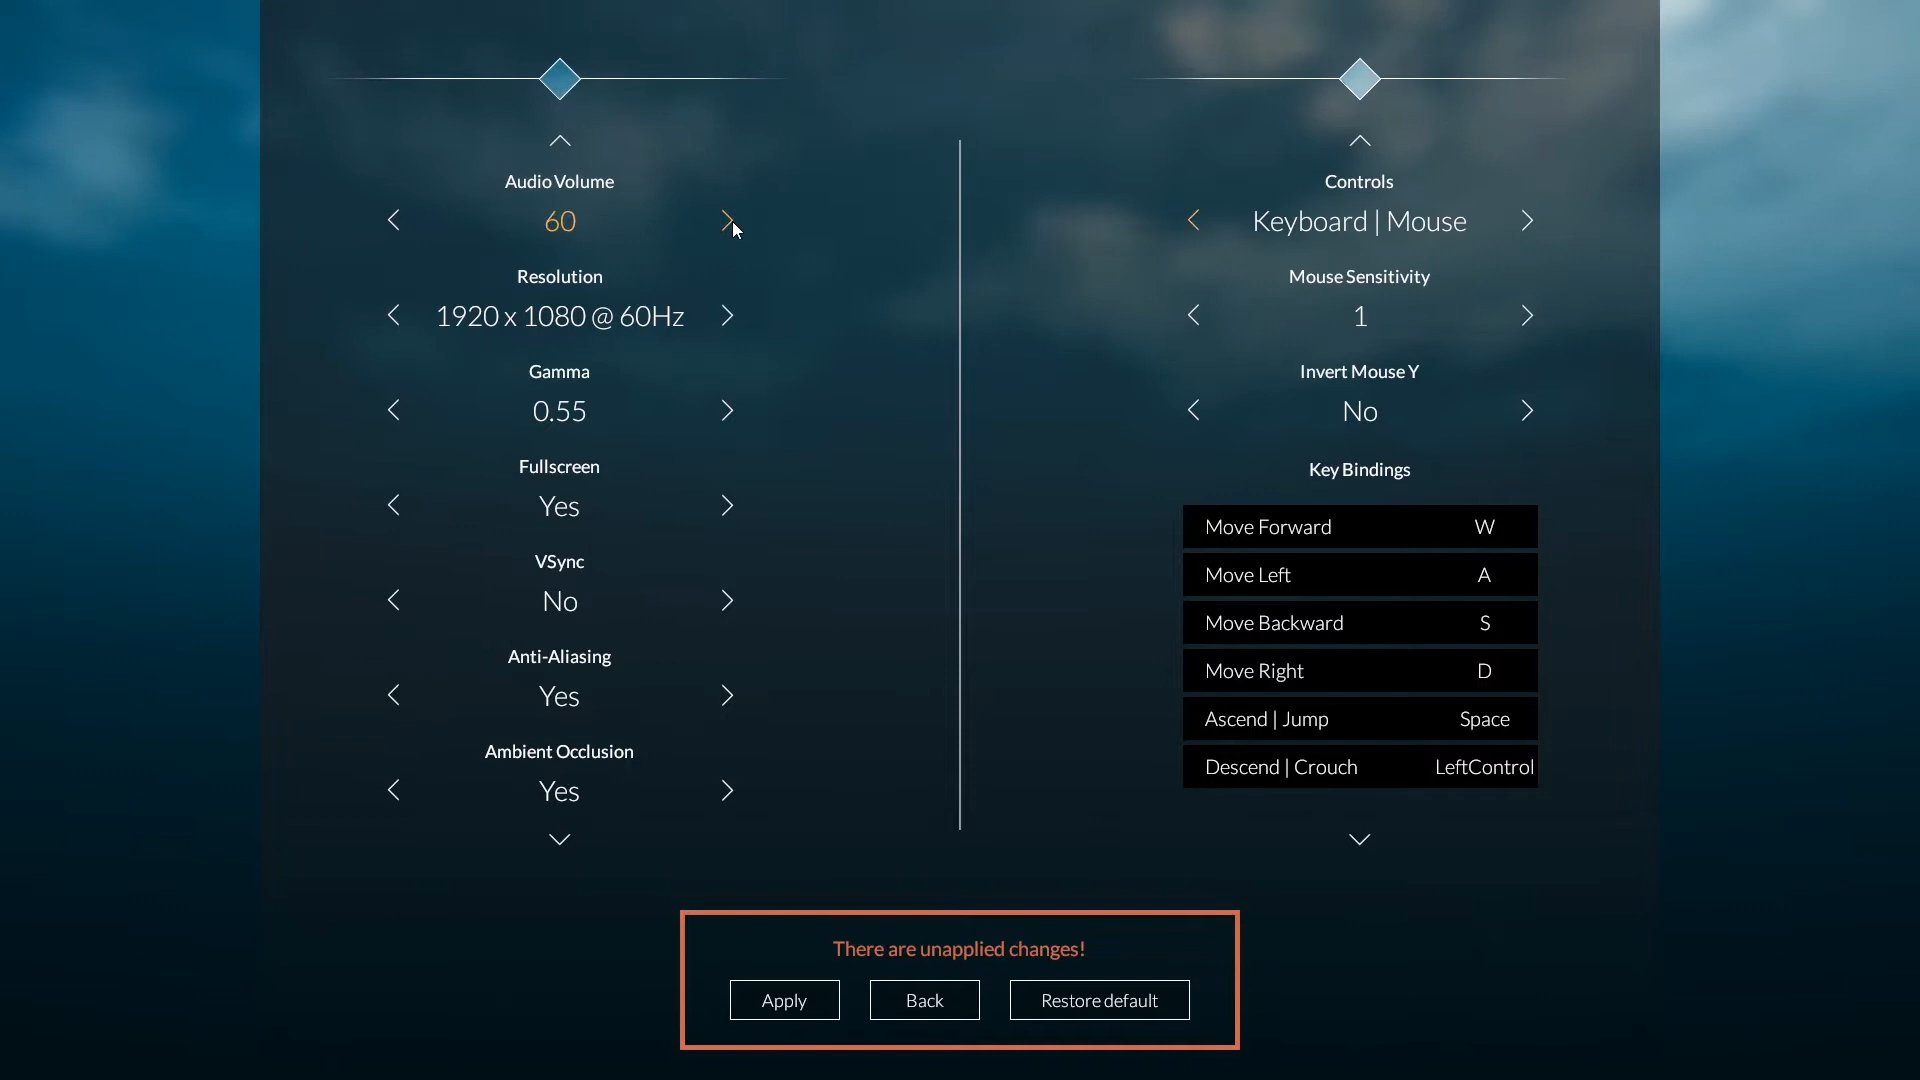 Audio Volume
60
Resolution
1920 x 1080 @ 60Hz
Gamma
0.55
Fullscreen
Yes
VSync
No
Anti-Aliasing
Yes
Ambient Occlusion
Yes
Controls
Keyboard | Mouse
Mouse Sensitivity
1
Invert Mouse Y
No
Key Bindings
Move Forward W
Move Left A
Move Backward S
Move Right D
Ascend | Jump Space
Descend | Crouch LeftControl
There are unapplied changes!
Apply Back Restore default